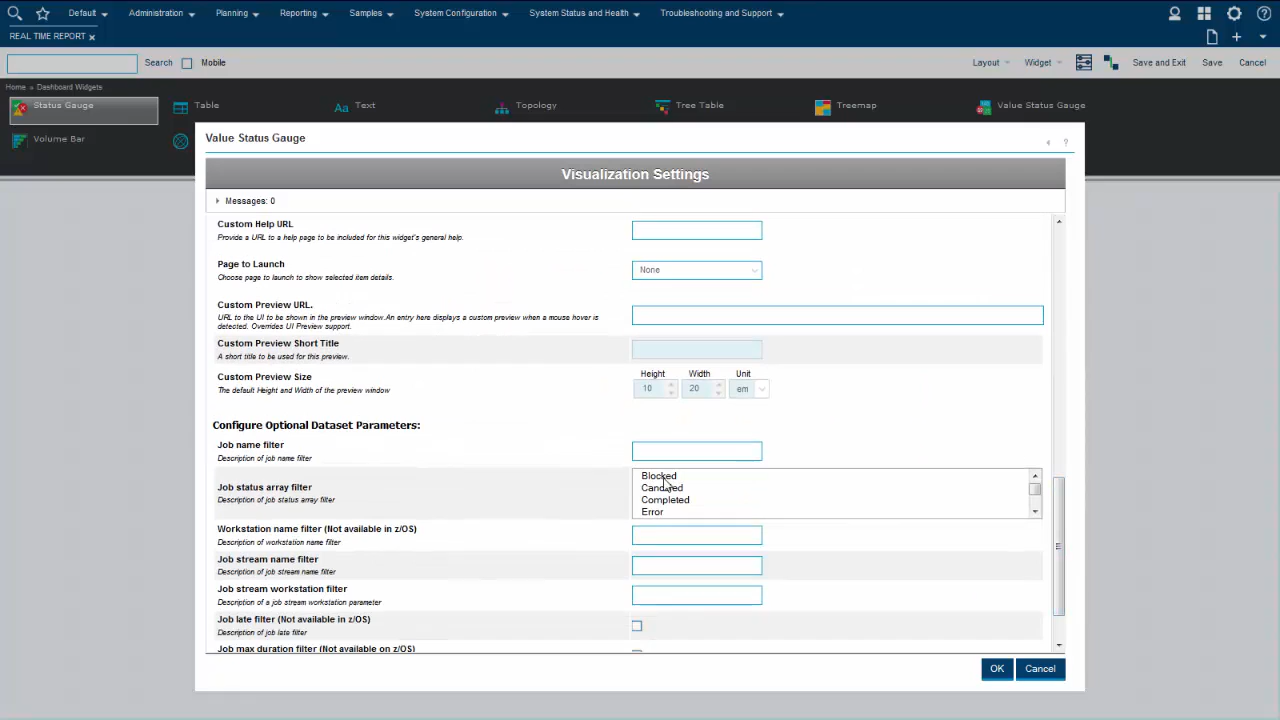 Default Administration Planning Reporting Samples System Configuration System Status and Health Troubleshooting and Support
REAL TIME REPORT
Search Mobile Layout Widget Save and Exit Save Cancel
Home » Dashboard Widgets
Status Gauge Table Text Topology Tree Table Treemap Value Status Gauge
Volume Bar
Value Status Gauge
Visualization Settings
Messages: 0
Custom Help URL
Provide a URL to a help page to be included for this widget's general help.
Page to Launch None
Choose page to launch to show selected item details.
Custom Preview URL.
URL to the UI to be shown in the preview window.An entry here displays a custom preview when a mouse hover is
detected. Overrides UI Preview support.
Custom Preview Short Title
A short title to be used for this preview.
Height Width Unit
Custom Preview Size
10 20 em
The default Height and Width of the preview window
Configure Optional Dataset Parameters:
Job name filter
Description of job name filter
Blocked
Job status array filter
Completed
Description of job status array filter
Error
Workstation name filter (Not available in z/OS)
Description of workstation name filter
Job stream name filter
Description of job stream name filter
Job stream workstation filter
Description of a job stream workstation parameter
Job late filter (Not available in z/OS)
Description of job late filter
Job max duration filter (Not available on z/OS)
OK Cancel